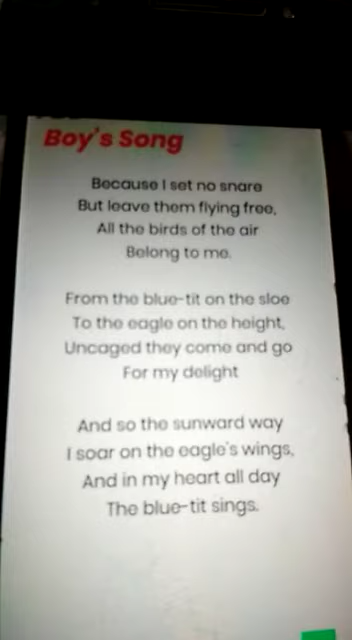 Boy's Song
Because I set no snare
But leave them flying free,
All the birds of the air
Belong to me.
From the blue-tit on the sloe
To the eagle on the height,
Uncaged they come and go
For my delight
And so the sunward way
I soar on the eagle's wings,
And in my heart all day
The blue-tit sings.